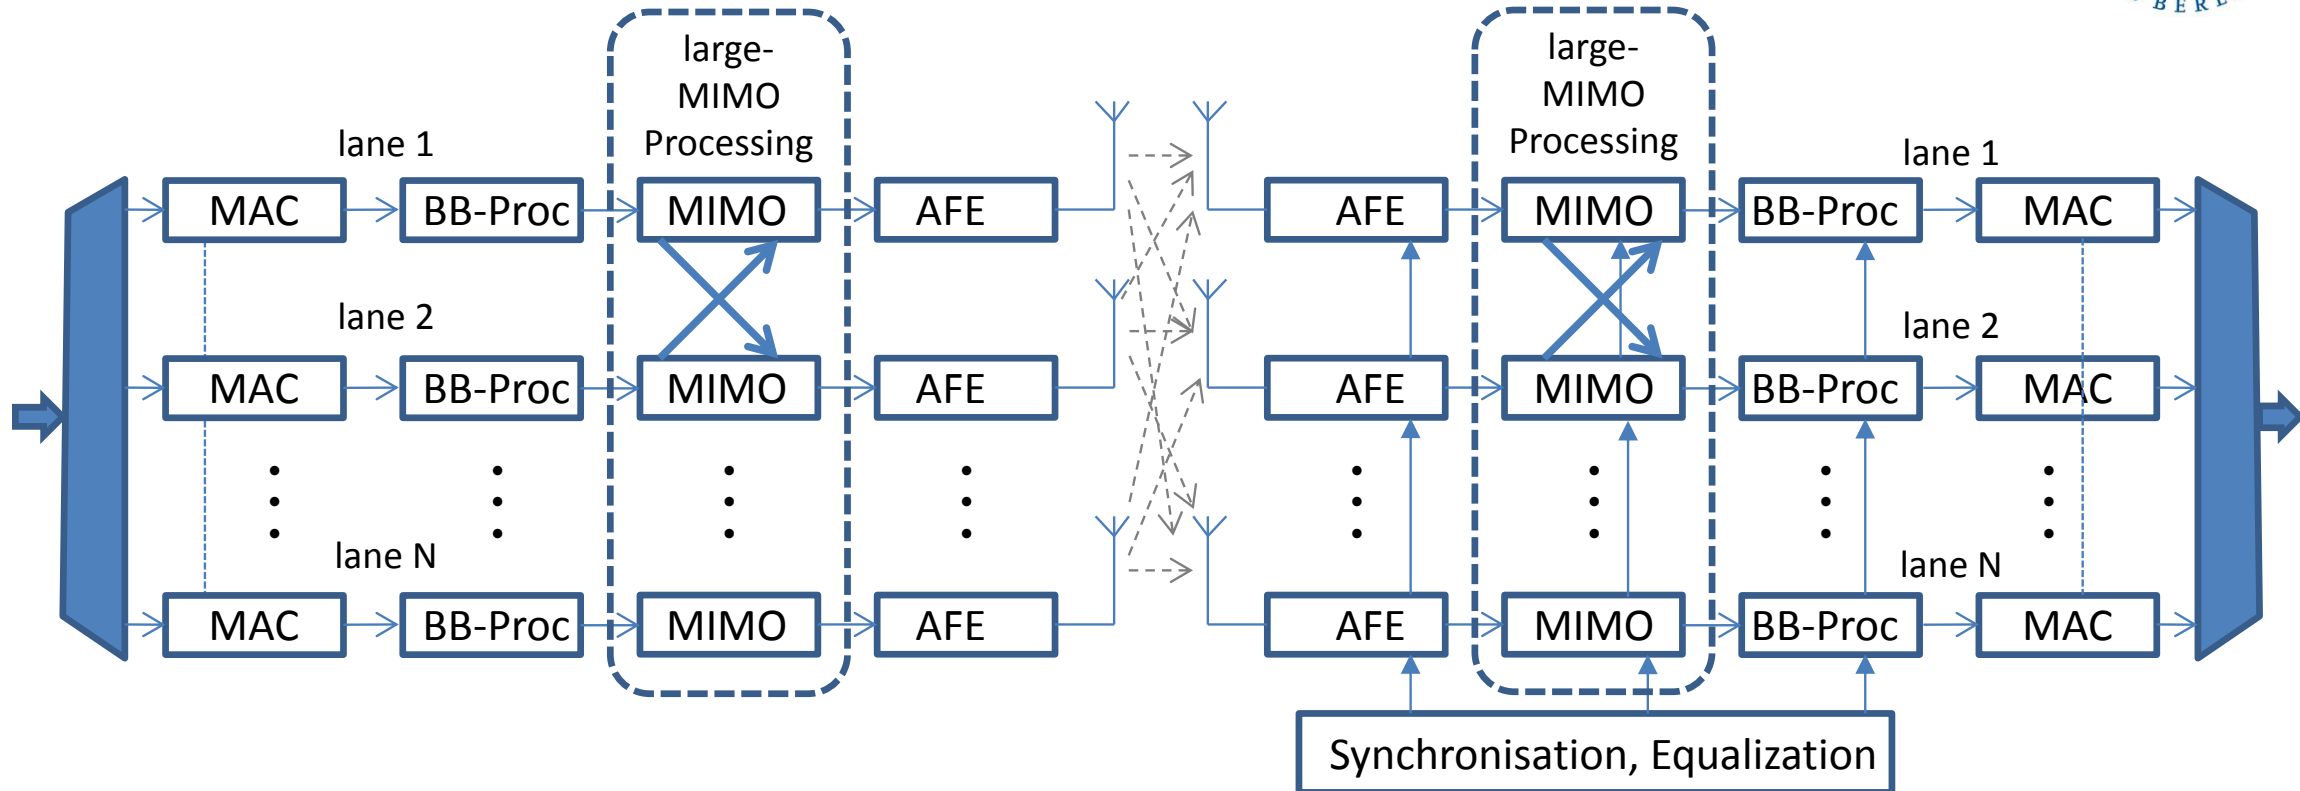 large-
MIMO
Processing
lane 1
MAC
BB-Proc
MIMO
AFE
lane 2
MAC
BB-Proc
MIMO
AFE
lane N
MAC
BB-Proc
MIMO
AFE
large-
MIMO
Processing
lane 1
AFE
MIMO
BB-Proc
MAC
lane 2
AFE
MIMO
BB-Proc
MAC
lane N
AFE
MIMO
BB-Proc
MAC
Synchronisation, Equalization